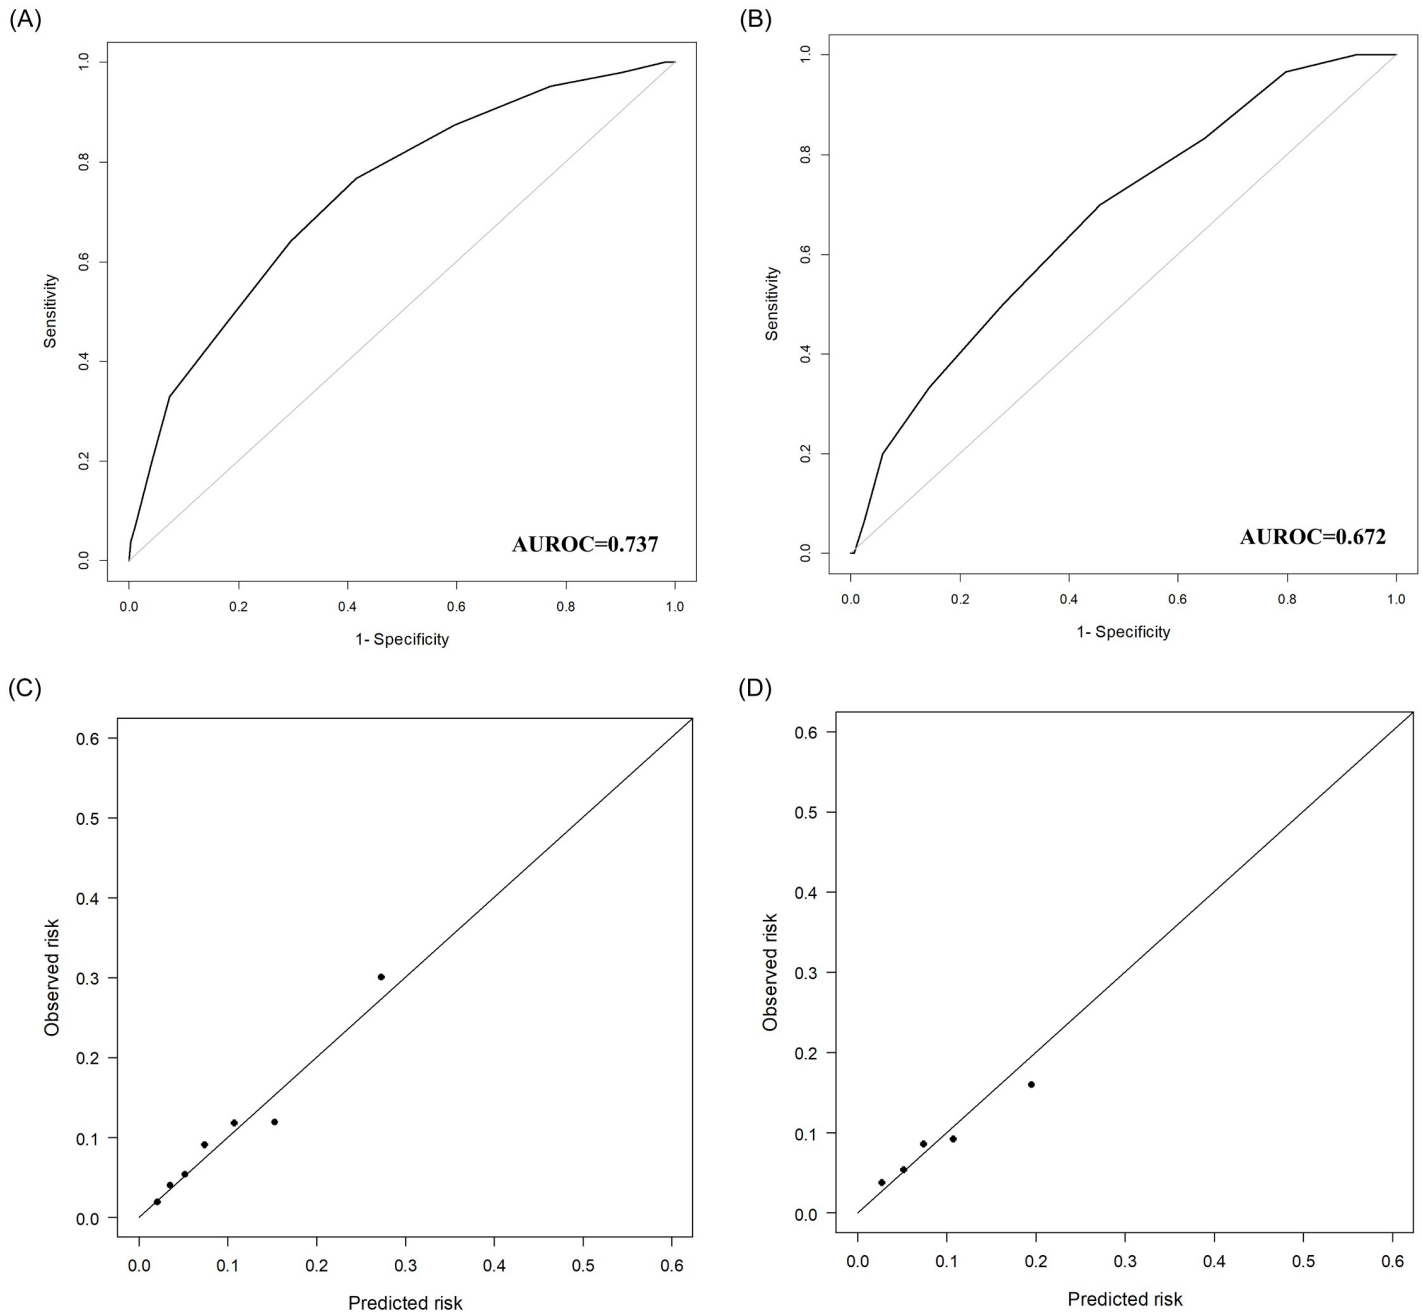 (A)
1.0
0.8
0.6
0.4
0.2
0.0
Sensitivity
AUROC=0.737
0.0 0.2 0.4 0.6 0.8 1.0
1- Specificity
(B)
1.0
0.8
0.6
0.4
0.2
0.0
Sensitivity
AUROC=0.672
0.0 0.2 0.4 0.6 0.8 1.0
1- Specificity
(C)
0.6
0.5
0.4
0.3
0.2
0.1
0.0
Observed risk
0.0 0.1 0.2 0.3 0.4 0.5 0.6
Predicted risk
(D)
0.6
0.5
0.4
0.3
0.2
0.1
0.0
Observed risk
0.0 0.1 0.2 0.3 0.4 0.5 0.6
Predicted risk